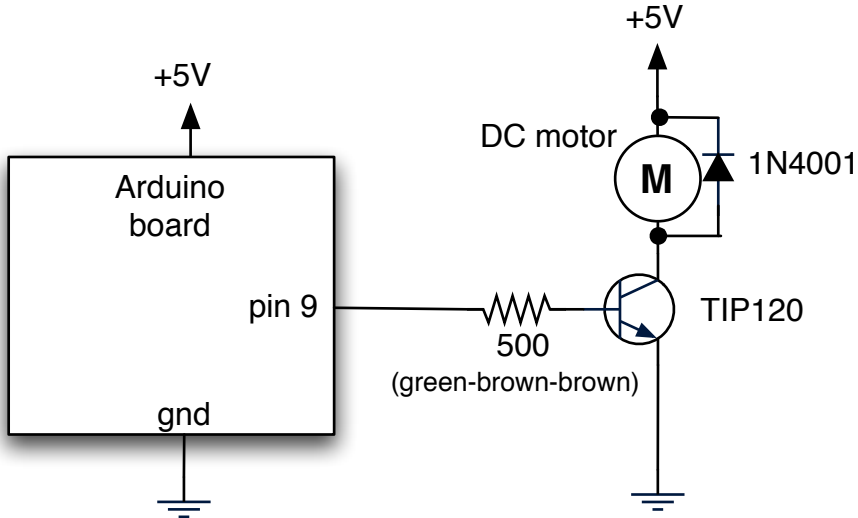 +5V
+5V
DC motor
M
1N4001
Arduino
board
pin 9
TIP120
500
(green-brown-brown)
gnd